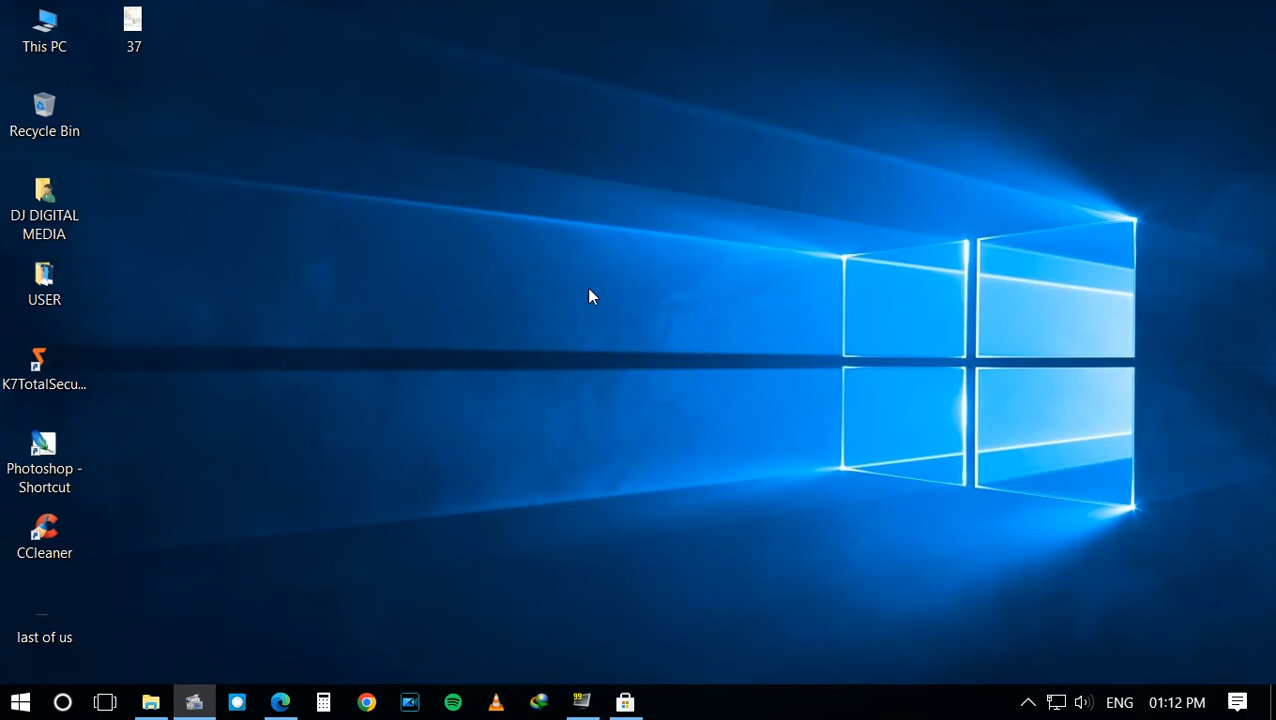 This PC
37
Recycle Bin
DJ DIGITAL
MEDIA
USER
K7TotalSecu...
Photoshop -
Shortcut
CCleaner
last of us
99
ENG
01:12 PM